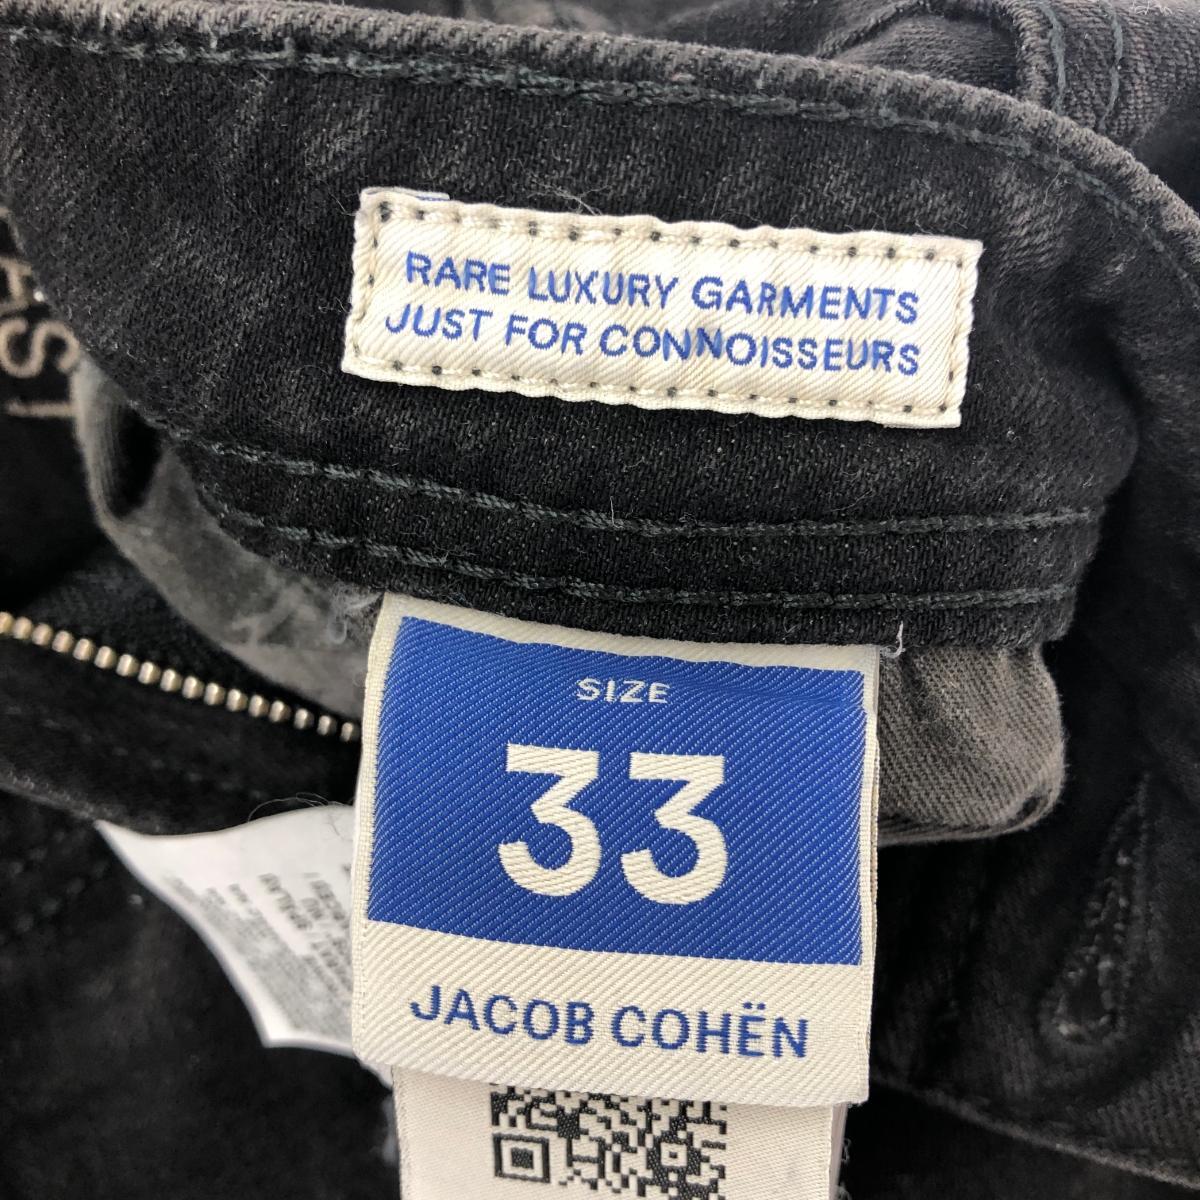 RARE LUXURY GARMENTS
JUST FOR CONNOISSEURS
SIZE
33
JACOB COHËN